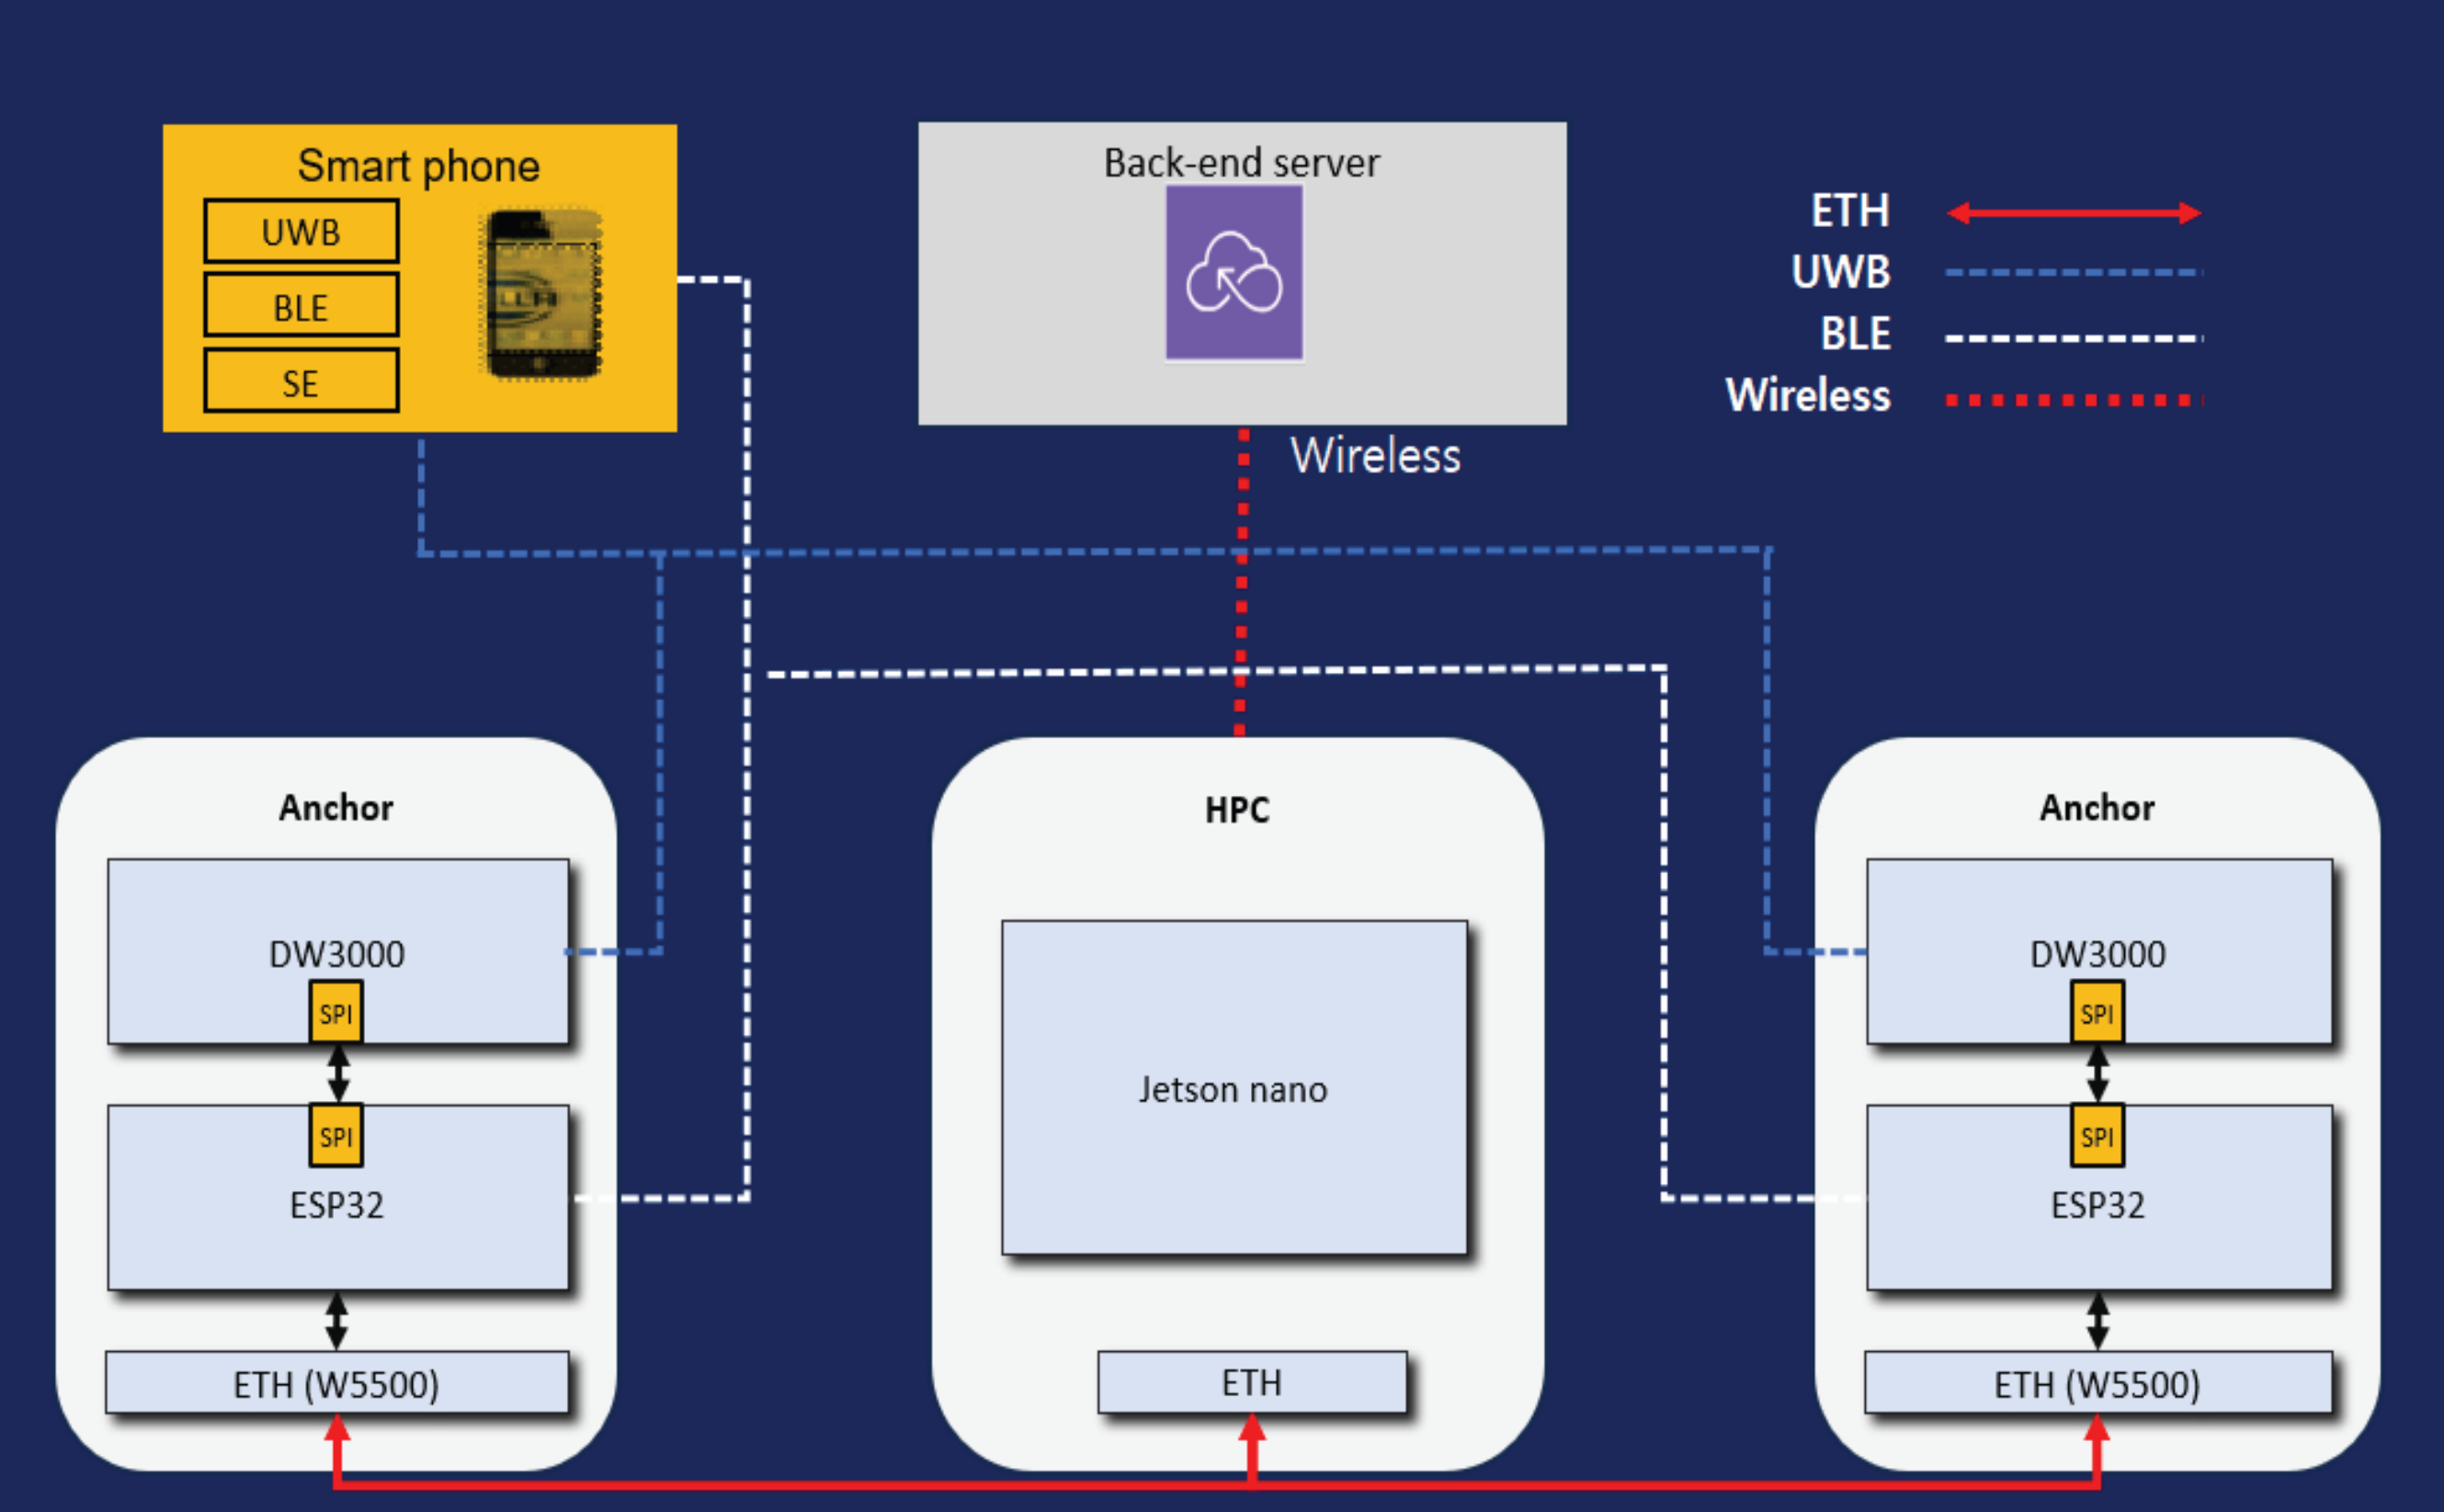 Smart phone
UWB
BLE
SE
Back-end server
Wireless
ETH
UWB
BLE
Wireless
Anchor
DW3000
SPI
SPI
ESP32
ETH (W5500)
HPC
Jetson nano
ETH
Anchor
DW3000
SPI
SPI
ESP32
ETH (W5500)